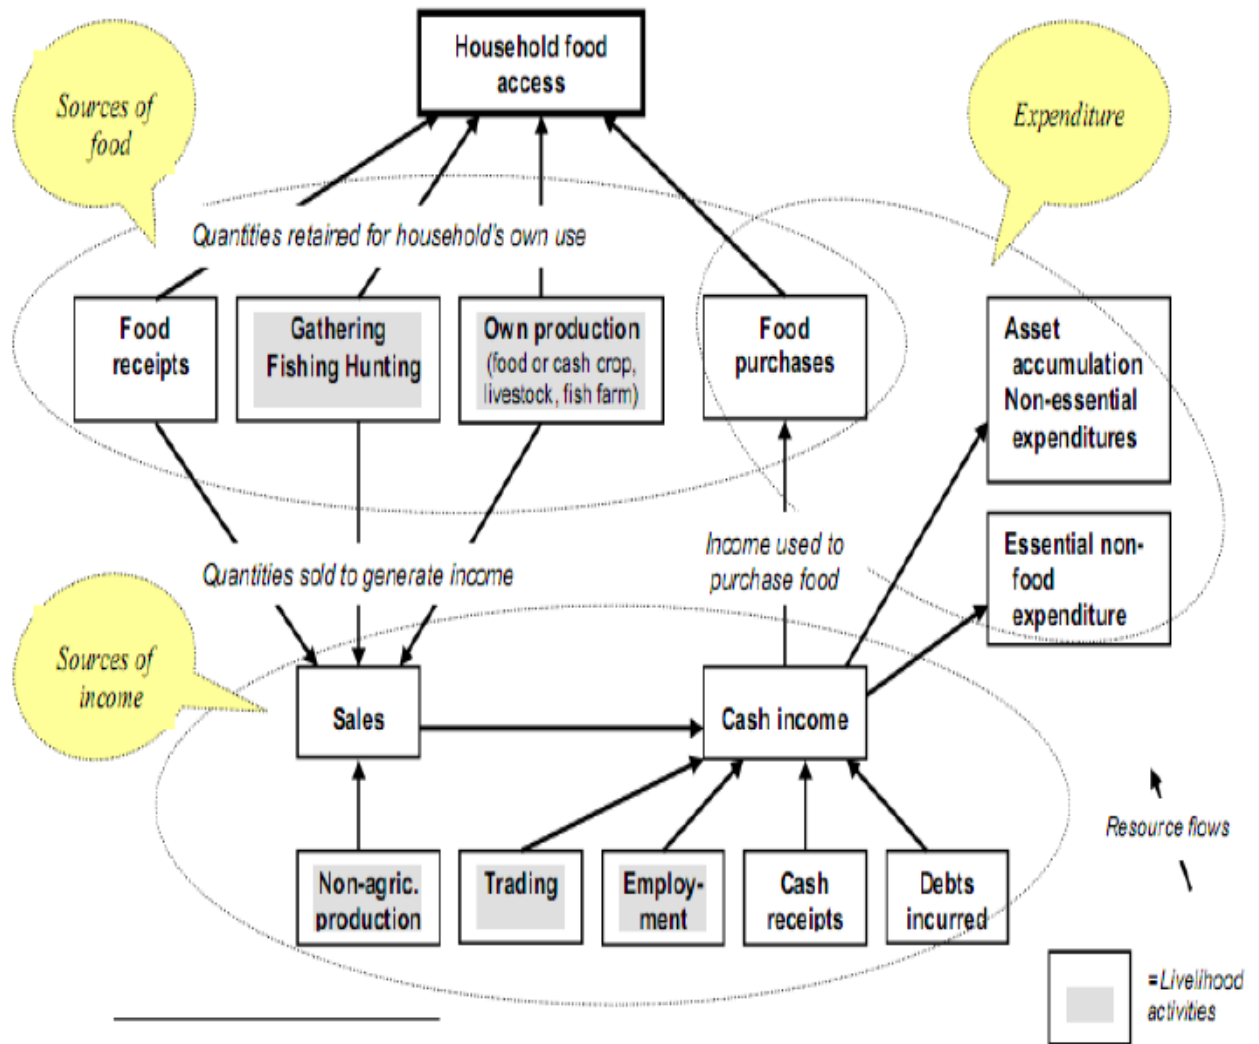 Household food
access
Sources of
food
Expenditure
Quantities retained for household's own use
Food
receipts
Gathering
Fishing Hunting
Own production
(food or cash crop,
livestock, fish farm)
Food
purchases
Asset
accumulation
Non-essential
expenditures
Quantities sold to generate income
Income used to
purchase food
Essential non-
food
expenditure
Sources of
income
Sales
Cash income
Resource flows
Non-agric.
production
Trading
Employ-
ment
Cash
receipts
Debts
incurred
=Livelihood
activities